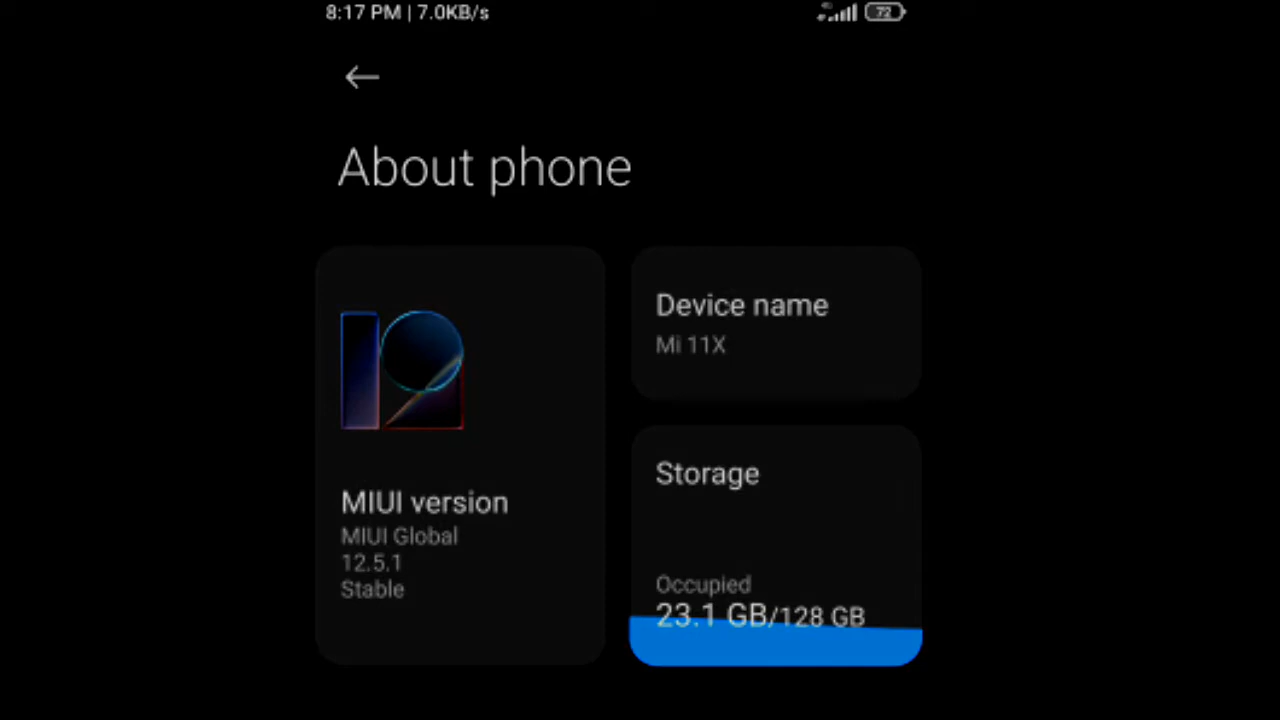 8:17 PM | 7.0KB/s
72
About phone
12
MIUI version
MIUI Global
12.5.1
Stable
Device name
Mi 11X
Storage
Occupied
23.1 GB/128 GB